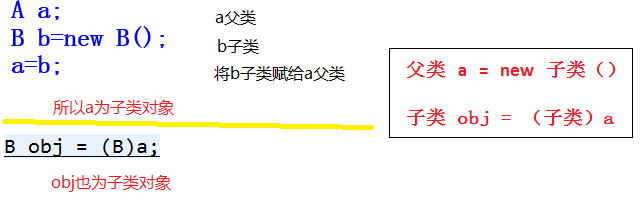 A a;
a父类
B b=new B();
b子类
a=b;
将b子类赋给a父类
所以a为子类对象
父类 a = new 子类（）
子类 obj = （子类）a
B obj = (B)a;
obj也为子类对象